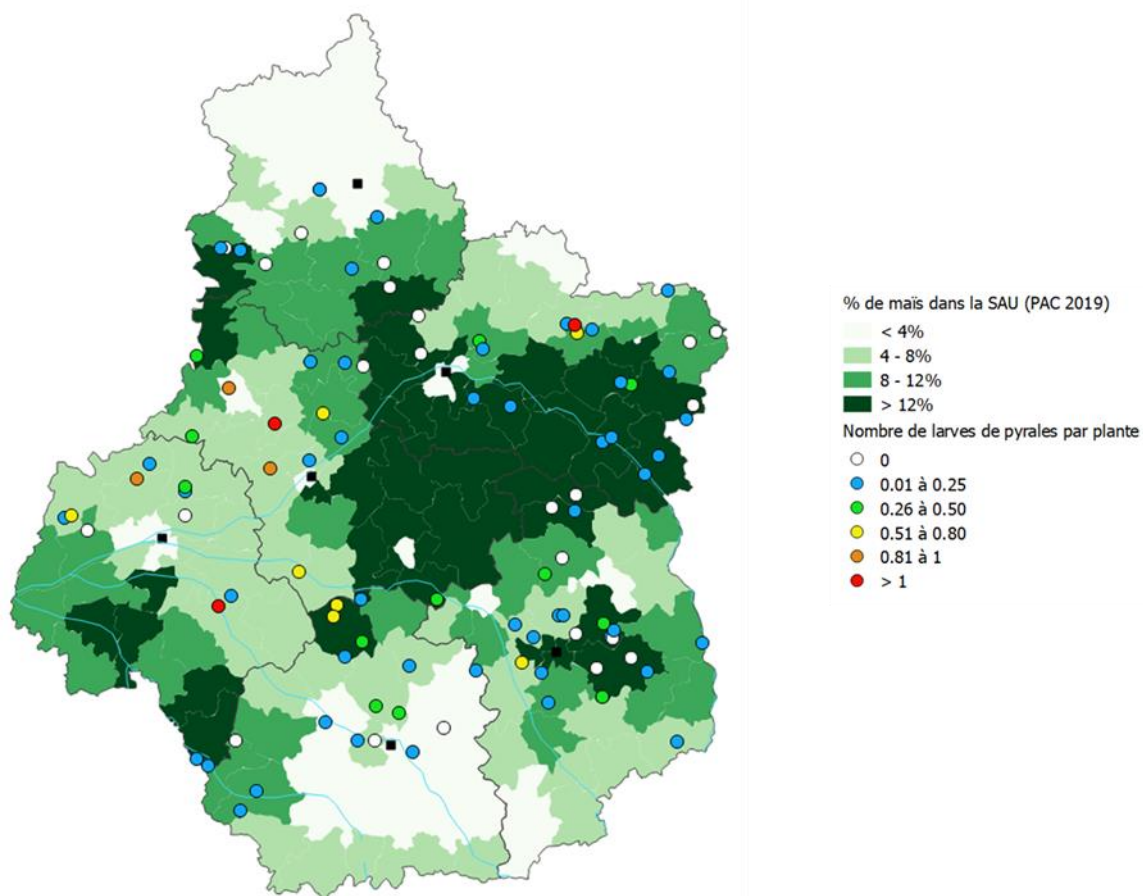 % de maïs dans la SAU (PAC 2019)
< 4%
4 - 8%
8 - 12%
> 12%
Nombre de larves de pyrales par plante
0
0.01 à 0.25
0.26 à 0.50
0.51 à 0.80
0.81 à 1
> 1